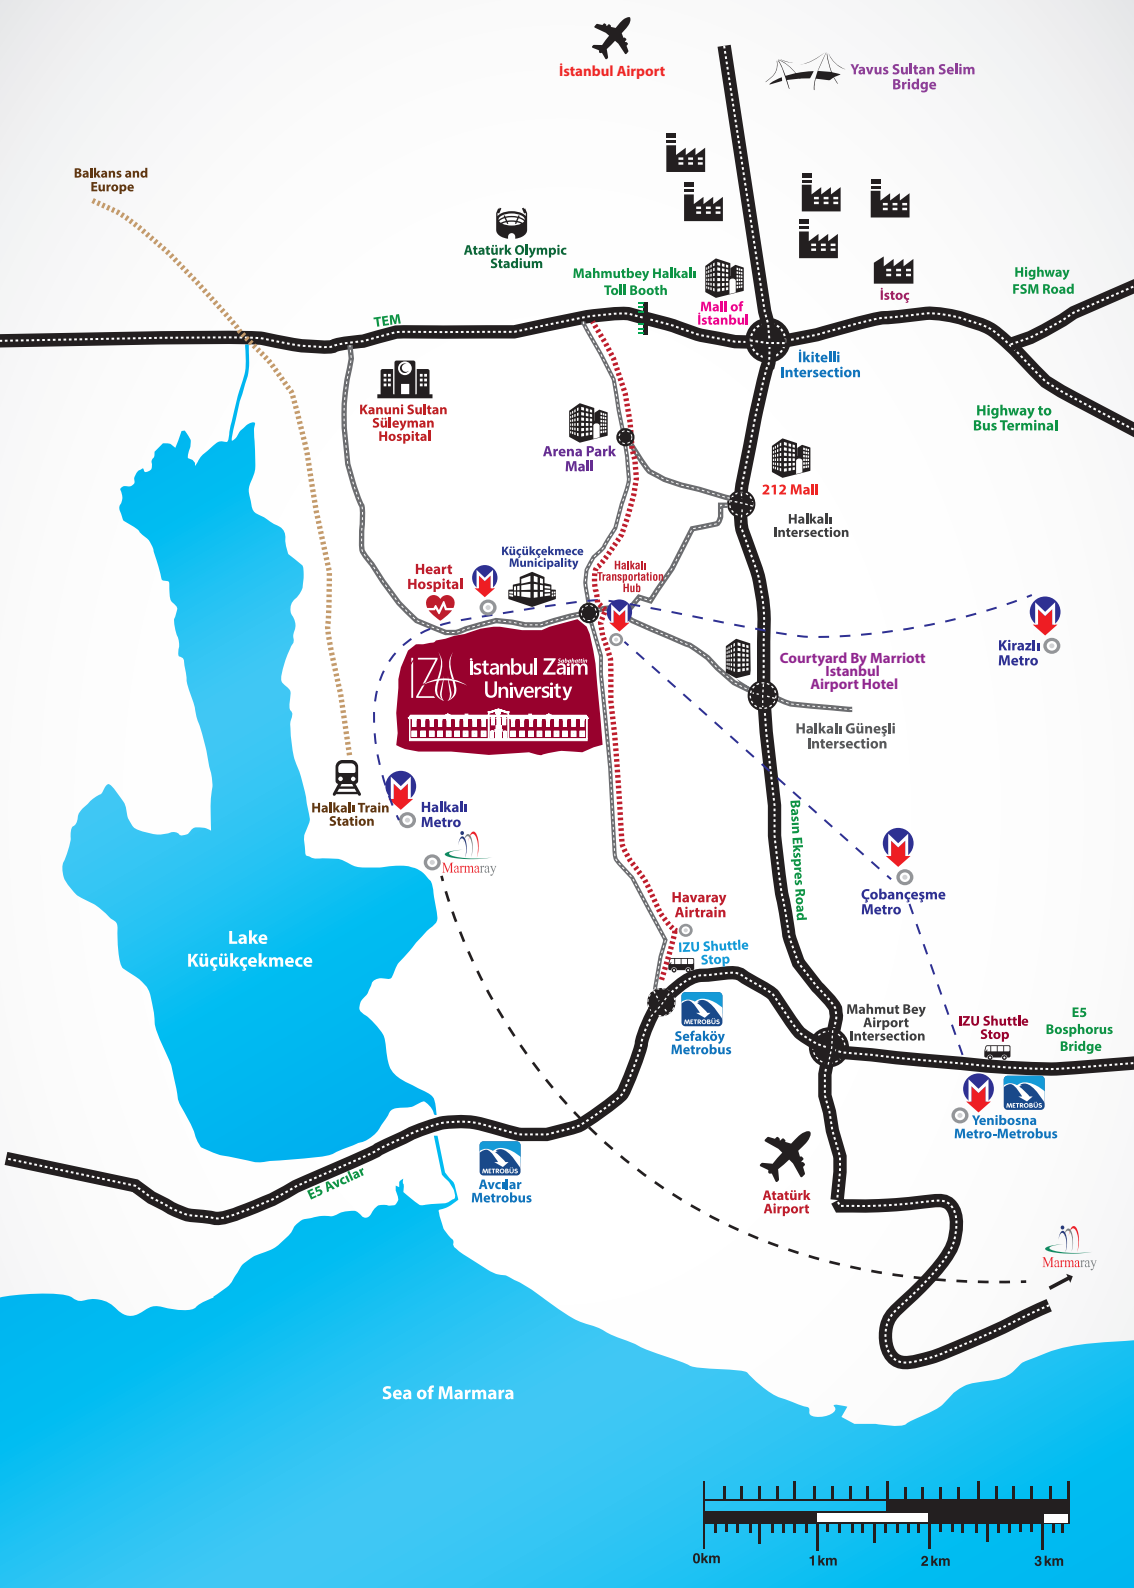 İstanbul Airport
Yavus Sultan Selim
Bridge
Balkans and
Europe
Atatürk Olympic
Stadium
Mahmutbey Halkalı
Toll Booth
Mall of
İstanbul
İstoç
Highway
FSM Road
TEM
İkitelli
Intersection
Kanuni Sultan
Süleyman
Hospital
Highway to
Bus Terminal
Arena Park
Mall
212 Mall
Halkalı
Intersection
Küçükçekmece
Municipality
Heart
Hospital
Halkalı
Transportation
Hub
Kirazlı
Metro
İZÜ
Sabahattin
İstanbul Zaim
University
Courtyard By Marriott
Istanbul
Airport Hotel
Halkalı Güneşli
Intersection
Halkalı Train
Station
Halkalı
Metro
Marmaray
Basın Ekspres Road
Çobançeşme
Metro
Havaray
Airtrain
IZU Shuttle
Stop
Lake
Küçükçekmece
METROBÜS
Sefaköy
Metrobus
Mahmut Bey
Airport
Intersection
IZU Shuttle
Stop
E5
Bosphorus
Bridge
METROBÜS
Yenibosna
Metro-Metrobus
METROBÜS
Avcılar
Metrobus
E5 Avcılar
Atatürk
Airport
Marmaray
Sea of Marmara
0km
1km
2km
3km